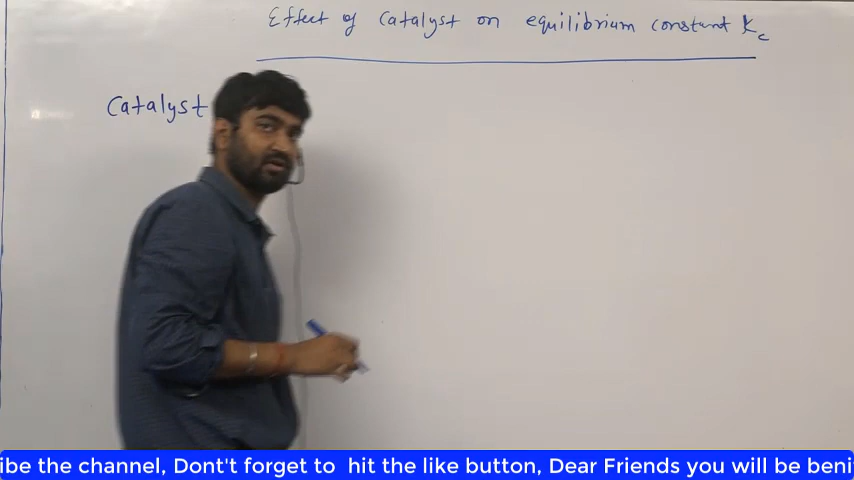 Effect of Catalyst on equilibrium constant Kc
Catalyst
ibe the channel, Dont't forget to hit the like button, Dear Friends you will be beni